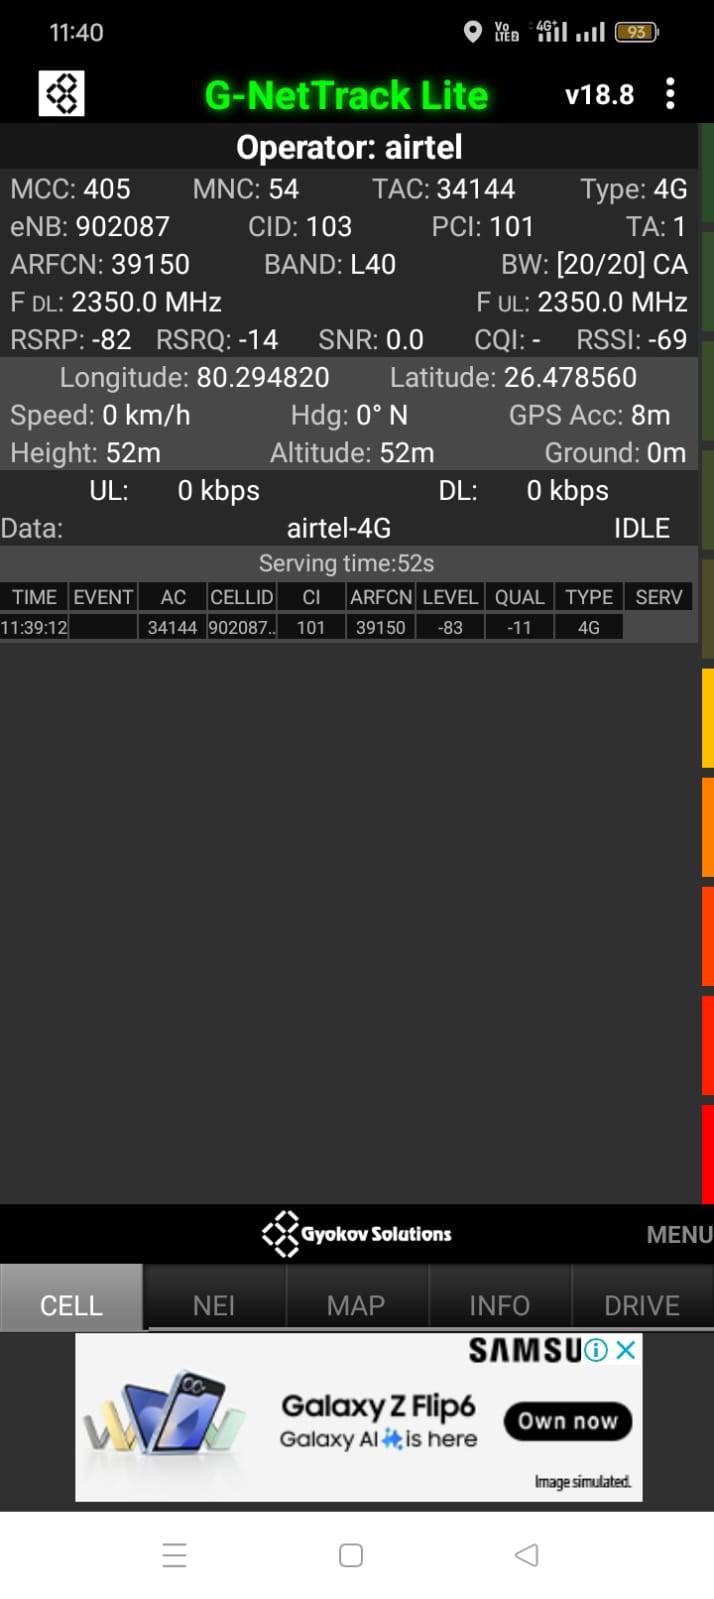 11:40 Vo LTE2 4G+ 93
G-NetTrack Lite v18.8
Operator: airtel
MCC: 405 MNC: 54 TAC: 34144 Type: 4G
eNB: 902087 CID: 103 PCI: 101 TA: 1
ARFCN: 39150 BAND: L40 BW: [20/20] CA
F DL: 2350.0 MHz F UL: 2350.0 MHz
RSRP: -82 RSRQ: -14 SNR: 0.0 CQI: - RSSI: -69
Longitude: 80.294820 Latitude: 26.478560
Speed: 0 km/h Hdg: 0° N GPS Acc: 8m
Height: 52m Altitude: 52m Ground: 0m
UL: 0 kbps DL: 0 kbps
Data: airtel-4G IDLE
Serving time:52s
TIME EVENT AC CELLID CI ARFCN LEVEL QUAL TYPE SERV
11:39:12 34144 902087.. 101 39150 -83 -11 4G
Gyokov Solutions MENU
CELL NEI MAP INFO DRIVE
SAMSU
Galaxy Z Flip6
Galaxy AI is here
Own now
Image simulated.